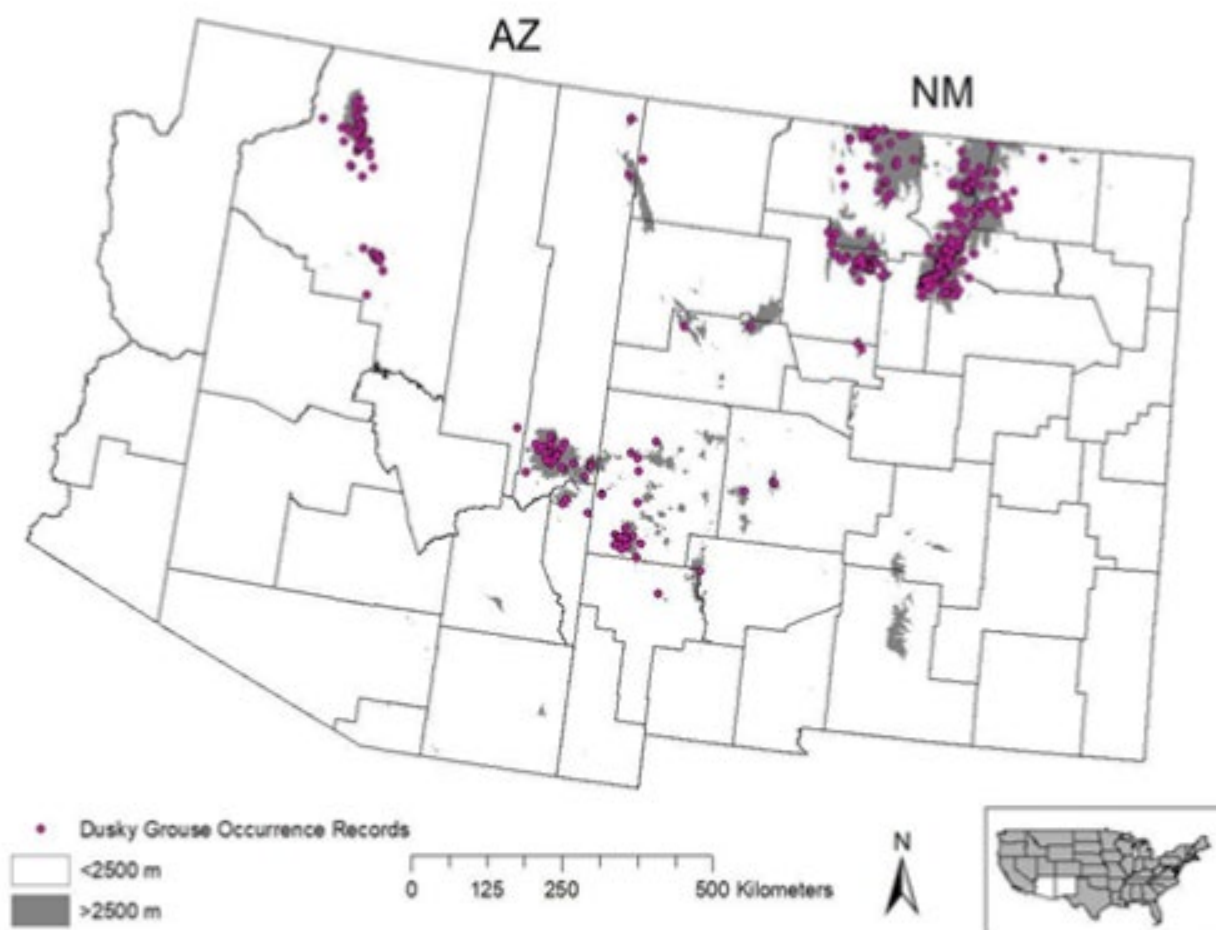 AZ
NM
Dusky Grouse Occurrence Records
<2500 m
>2500 m
0 125 250 500 Kilometers
N